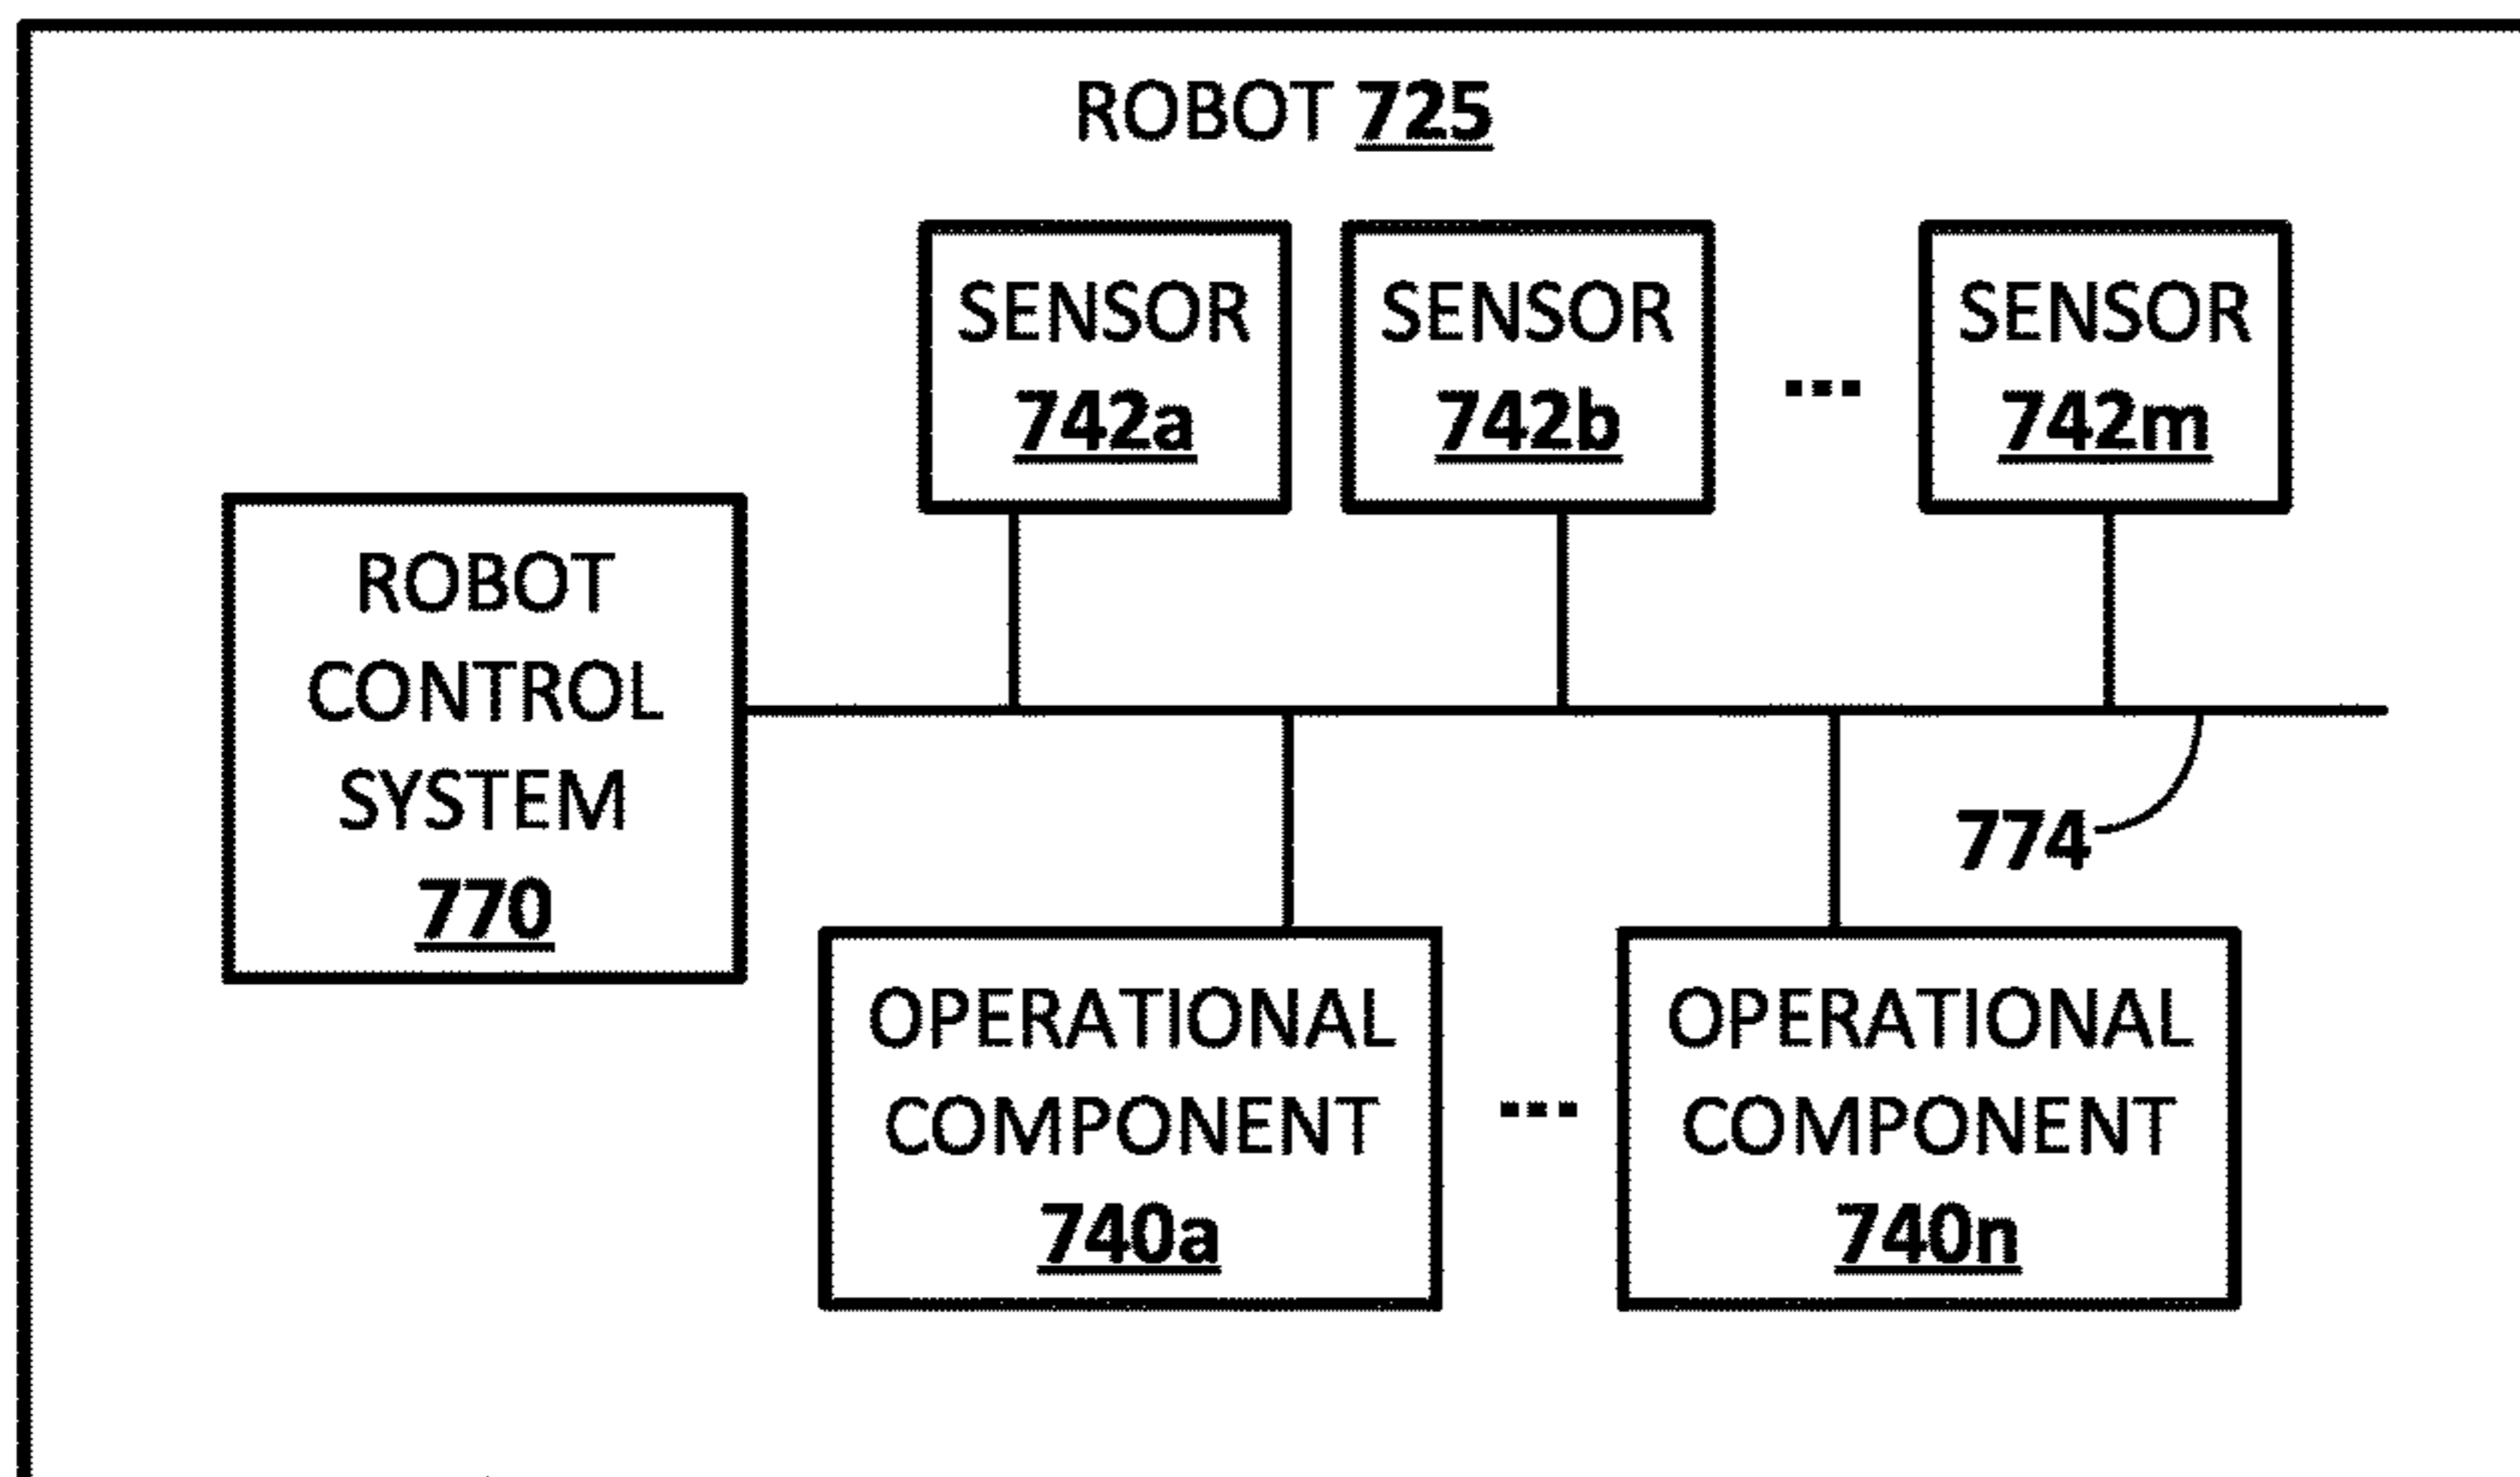 ROBOT 725
SENSOR
742a
SENSOR
742b
...
SENSOR
742m
ROBOT
CONTROL
SYSTEM
770
774
OPERATIONAL
COMPONENT
740a
...
OPERATIONAL
COMPONENT
740n